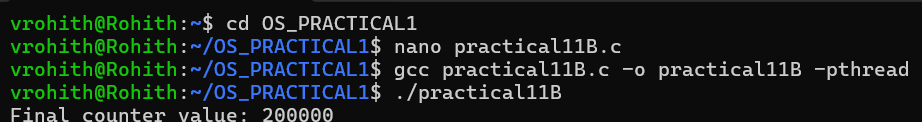 vrohith@Rohith:~$ cd OS_PRACTICAL1
vrohith@Rohith:~/OS_PRACTICAL1$ nano practical11B.c
vrohith@Rohith:~/OS_PRACTICAL1$ gcc practical11B.c -o practical11B -pthread
vrohith@Rohith:~/OS_PRACTICAL1$ ./practical11B
Final counter value: 200000